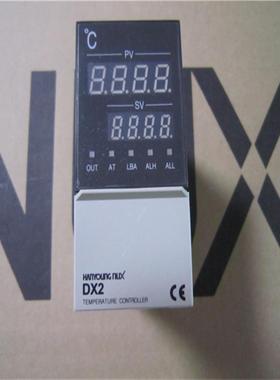 °C
PV
8.8.8.8
SV
8.8.8.8
OUT AT LBA ALH ALL
HANYOUNG NUX
DX2
TEMPERATURE CONTROLLER
CE
NUX